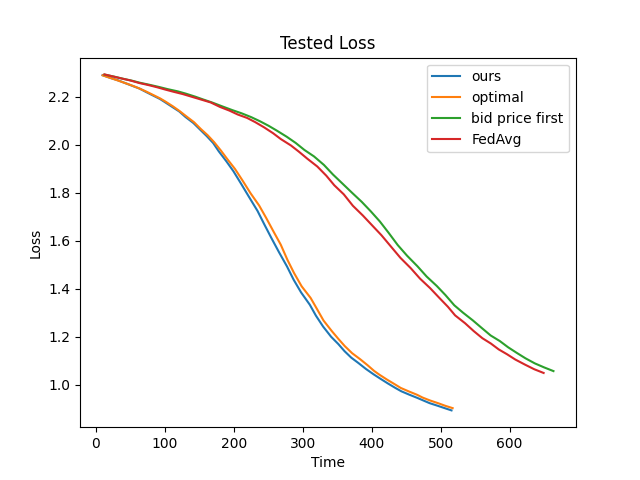 Tested Loss
ours
optimal
bid price first
FedAvg
2.2
2.0
1.8
1.6
1.4
1.2
1.0
Loss
0 100 200 300 400 500 600
Time